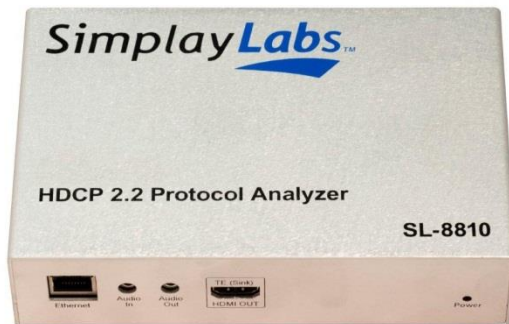 SimplayLabs™
HDCP 2.2 Protocol Analyzer
SL-8810
Ethernet
Audio
In
Audio
Out
TE (Sink)
HDMI OUT
Power